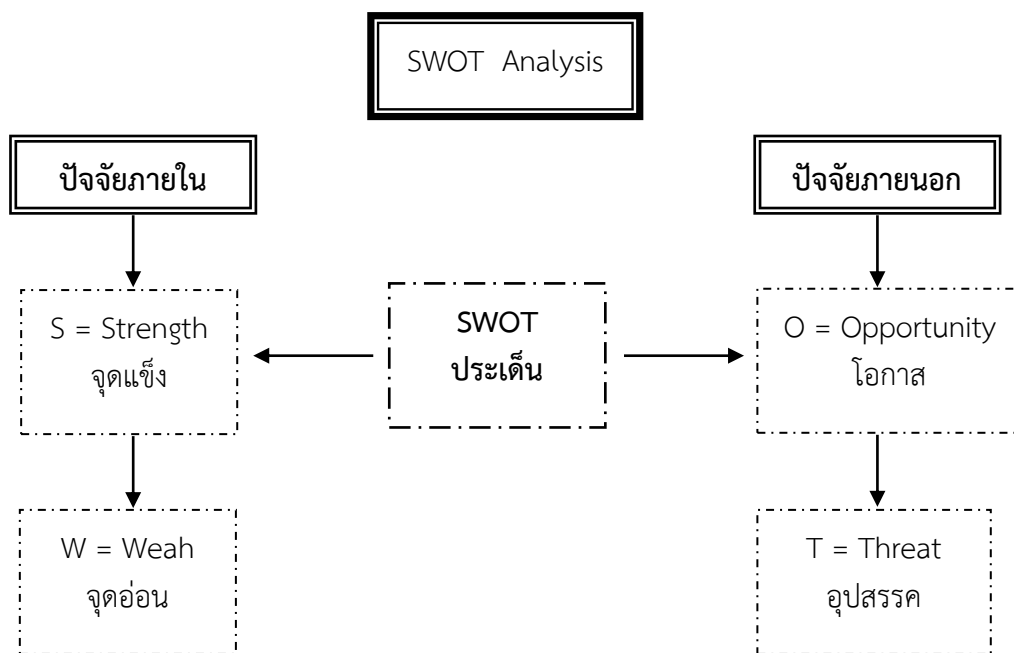 SWOT Analysis
ปัจจัยภายใน
ปัจจัยภายนอก
S = Strength
จุดแข็ง
SWOT
ประเด็น
O = Opportunity
โอกาส
W = Weah
จุดอ่อน
T = Threat
อุปสรรค